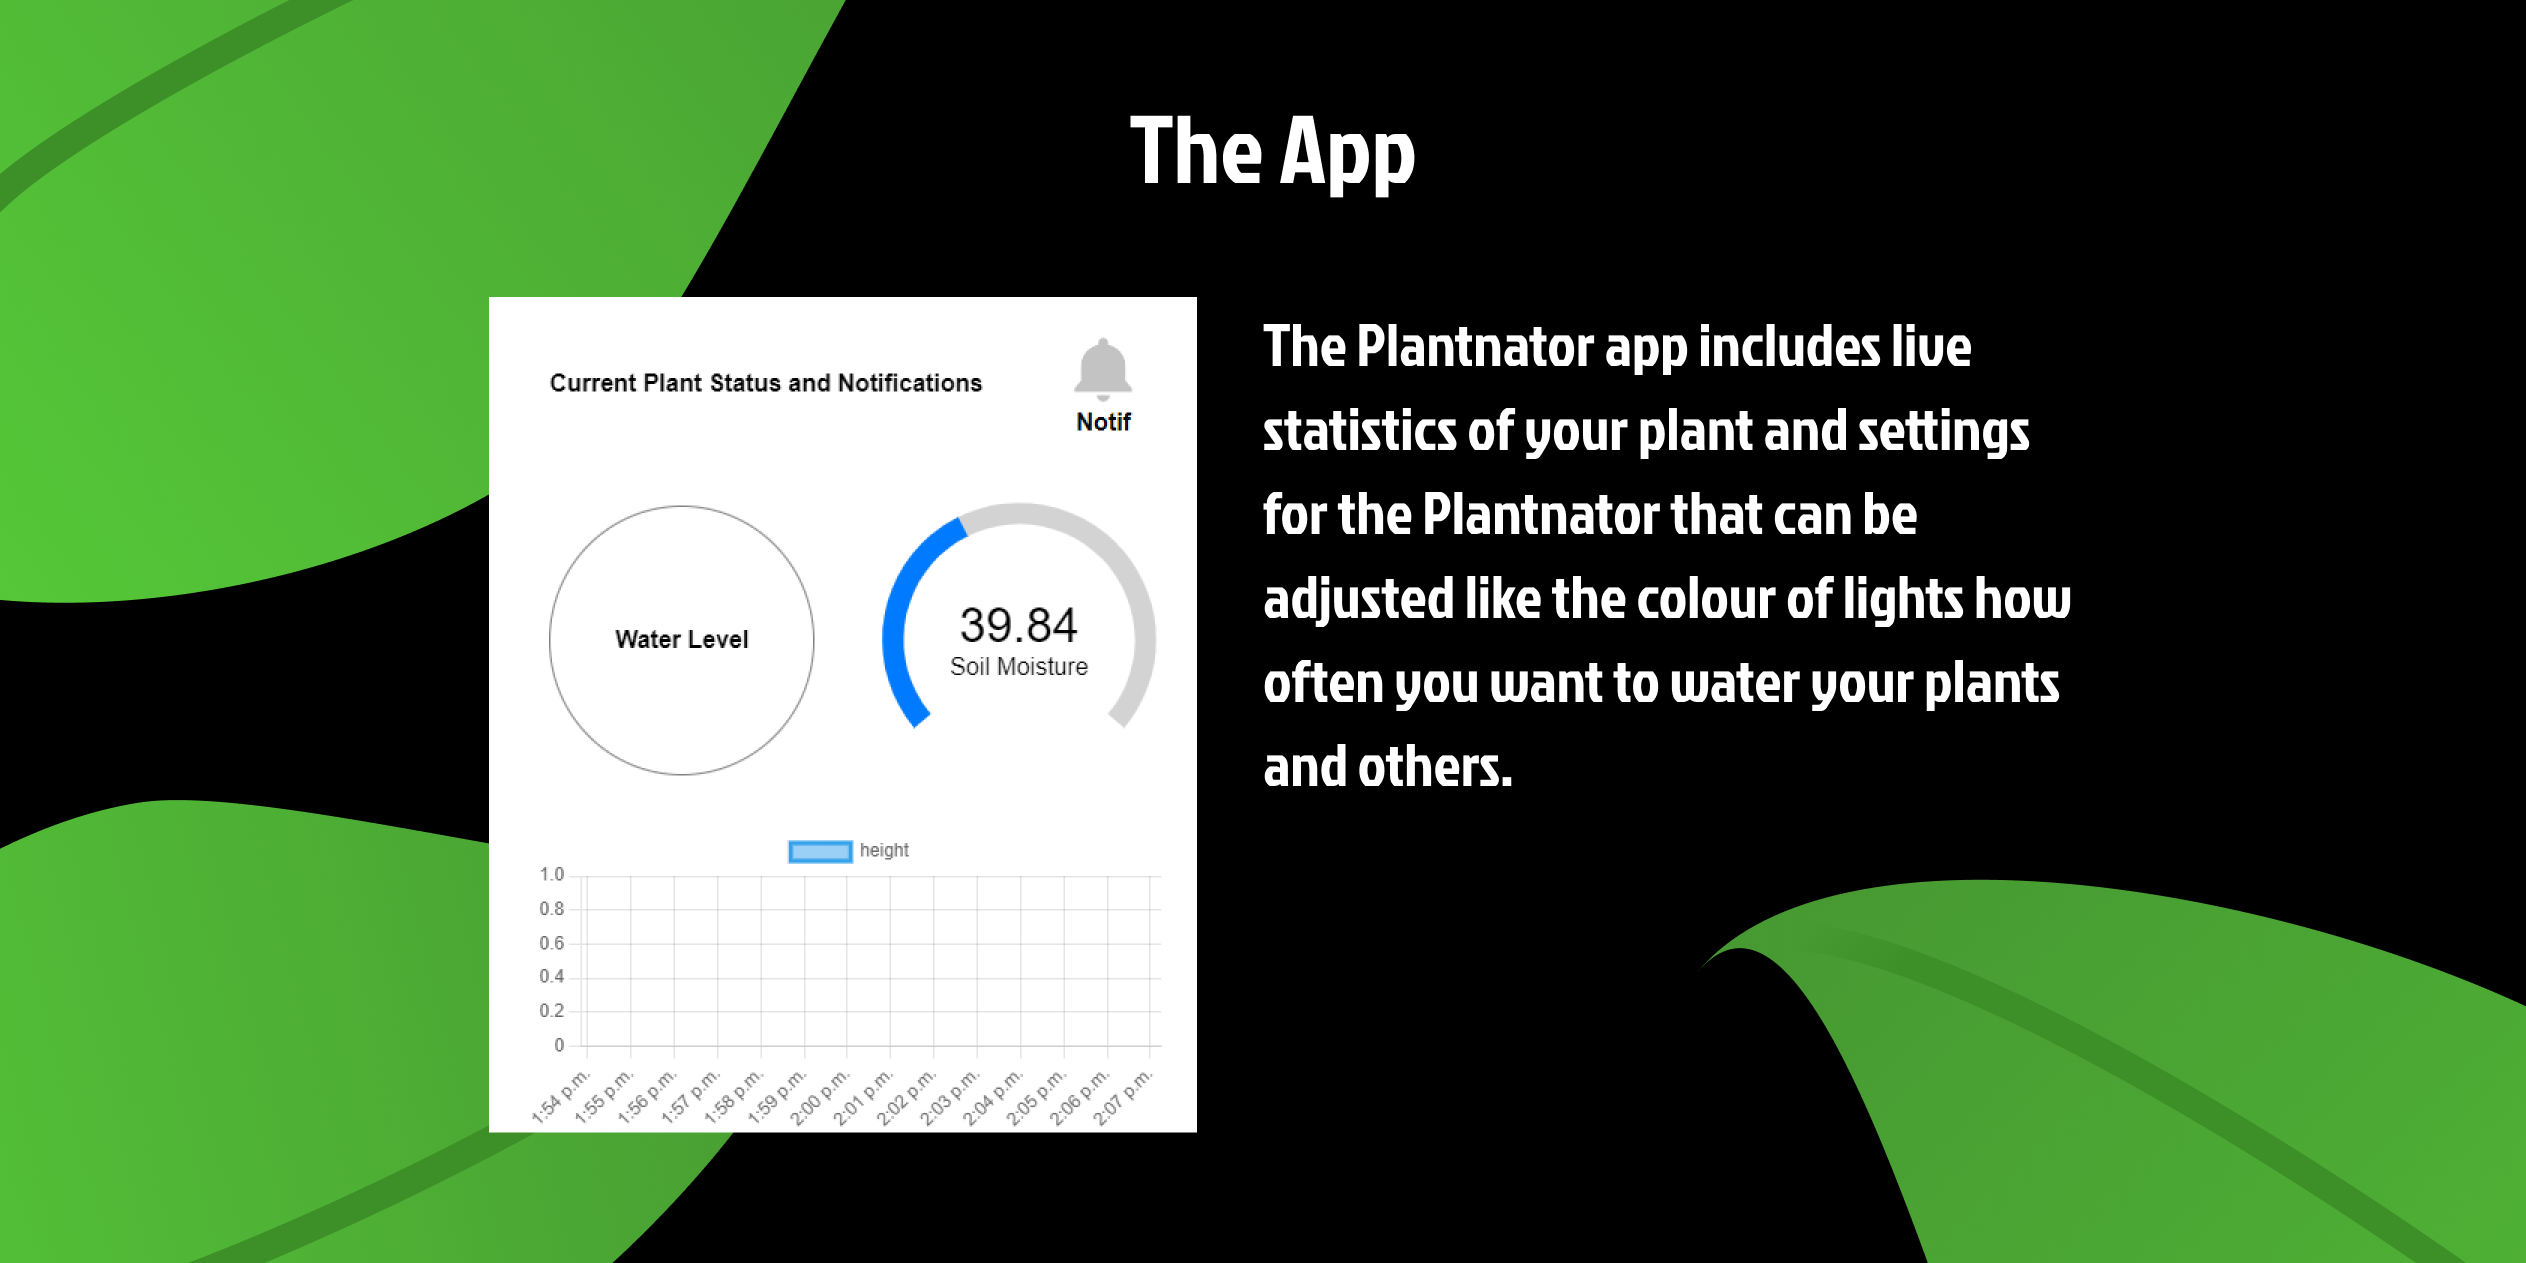 The App
Current Plant Status and Notifications
Notif
Water Level
39.84
Soil Moisture
height
1.0
0.8
0.6
0.4
0.2
0
1:54 p.m.
1:55 p.m.
1:56 p.m.
1:57 p.m.
1:58 p.m.
1:59 p.m.
2:00 p.m.
2:01 p.m.
2:02 p.m.
2:03 p.m.
2:04 p.m.
2:05 p.m.
2:06 p.m.
2:07 p.m.
The Plantnator app includes live
statistics of your plant and settings
for the Plantnator that can be
adjusted like the colour of lights how
often you want to water your plants
and others.